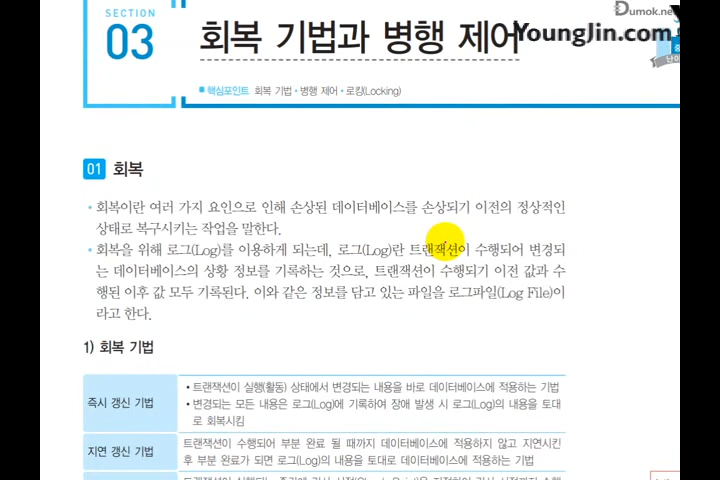 SECTION
03
회복 기법과 병행 제어
Dumok.ne
YoungJin.com
핵심포인트 회복 기법 • 병행 제어 • 로킹(Locking)
01 회복
• 회복이란 여러 가지 요인으로 인해 손상된 데이터베이스를 손상되기 이전의 정상적인
상태로 복구시키는 작업을 말한다.
• 회복을 위해 로그(Log)를 이용하게 되는데, 로그(Log)란 트랜잭션이 수행되어 변경되
는 데이터베이스의 상황 정보를 기록하는 것으로, 트랜잭션이 수행되기 이전 값과 수
행된 이후 값 모두 기록된다. 이와 같은 정보를 담고 있는 파일을 로그파일(Log File)이
라고 한다.
1) 회복 기법
즉시 갱신 기법
• 트랜잭션이 실행(활동) 상태에서 변경되는 내용을 바로 데이터베이스에 적용하는 기법
• 변경되는 모든 내용은 로그(Log)에 기록하여 장애 발생 시 로그(Log)의 내용을 토대
로 회복시킴
지연 갱신 기법
트랜잭션이 수행되어 부분 완료 될 때까지 데이터베이스에 적용하지 않고 지연시킨
후 부분 완료가 되면 로그(Log)의 내용을 토대로 데이터베이스에 적용하는 기법